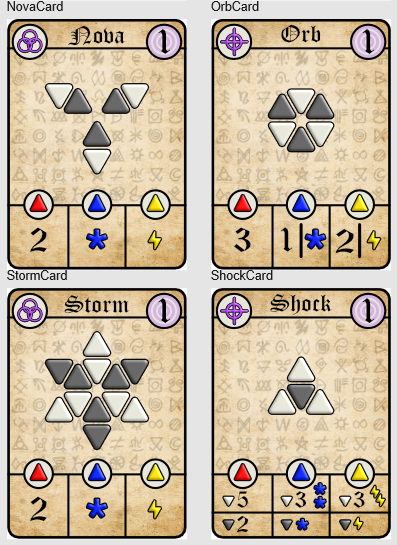 NovaCard OrbCard
Nova 1 Orb 1
2 3 1 2
StormCard ShockCard
Storm 1 Shock 1
2 5 3 3
2